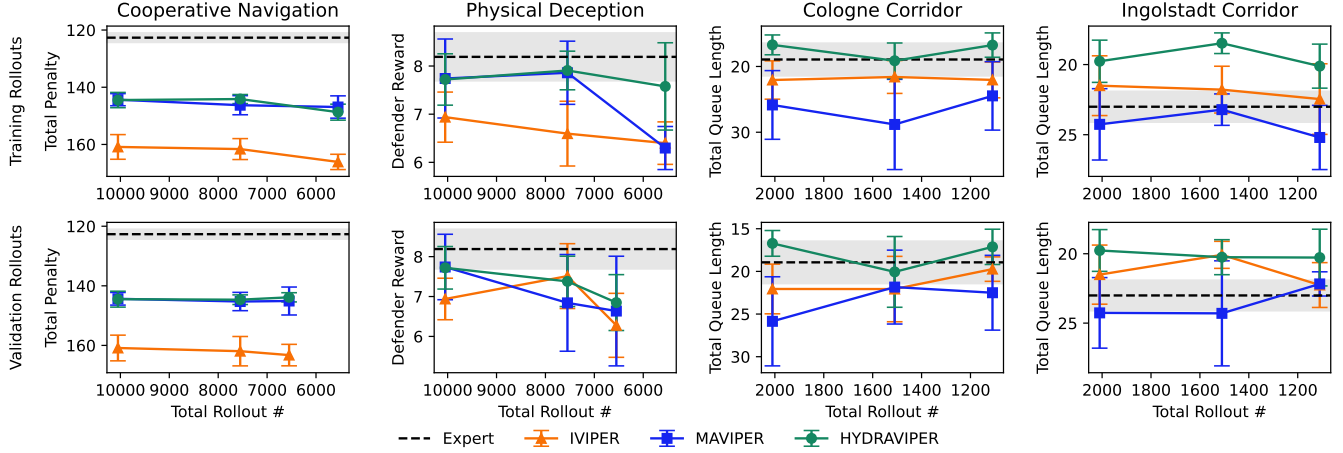 Cooperative Navigation
Physical Deception
Cologne Corridor
Ingolstadt Corridor
Training Rollouts
Total Penalty
120
140
160
10000 9000 8000 7000 6000
Defender Reward
8
7
6
10000 9000 8000 7000 6000
Total Queue Length
20
30
2000 1800 1600 1400 1200
Total Queue Length
20
25
2000 1800 1600 1400 1200
Validation Rollouts
Total Penalty
120
140
160
10000 9000 8000 7000 6000
Total Rollout #
Defender Reward
8
7
6
10000 9000 8000 7000 6000
Total Rollout #
Total Queue Length
15
20
25
30
2000 1800 1600 1400 1200
Total Rollout #
Total Queue Length
20
25
2000 1800 1600 1400 1200
Total Rollout #
Expert IVIPER MAVIPER HYDRAVIPER